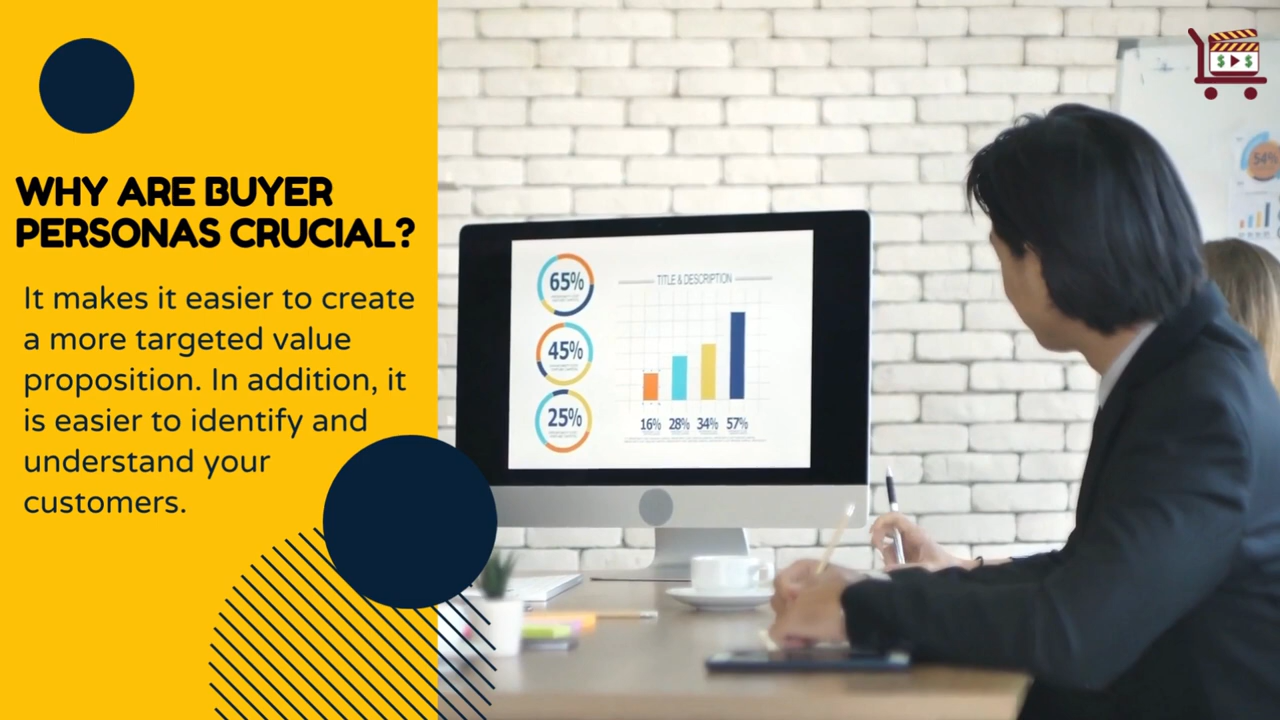 WHY ARE BUYER
PERSONAS CRUCIAL?
It makes it easier to create
a more targeted value
proposition. In addition, it
is easier to identify and
understand your
customers.
65%
45%
25%
TITLE & DESCRIPTION
16% 28% 34% 57%
$ $
54%